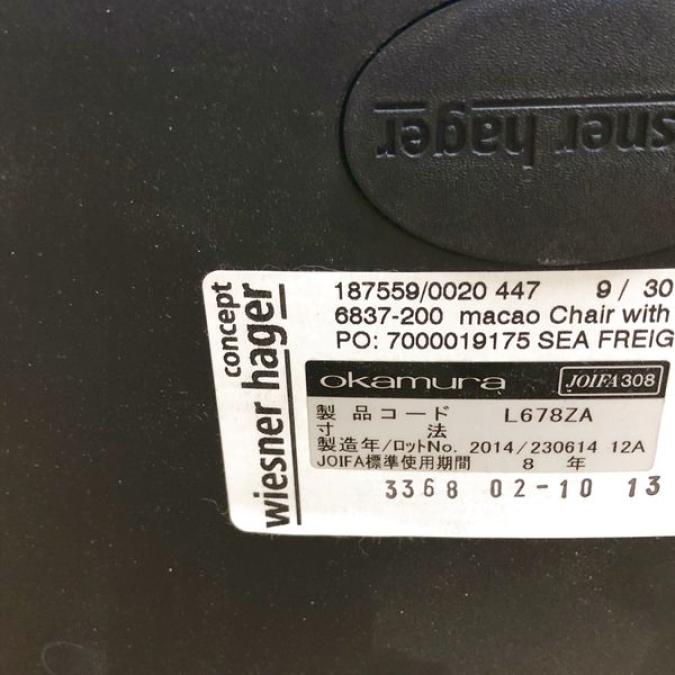 wiesner hager
concept
wiesner hager
187559/0020 447 9 / 30
6837-200 macao Chair with
PO: 7000019175 SEA FREIG
okamura JOIFA308
製品コード L678ZA
寸法
製造年/ロットNo. 2014/230614 12A
JOIFA標準使用期間 8 年
3368 02-10 13